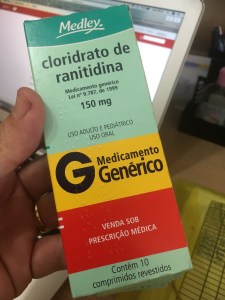 Medley.
cloridrato de
ranitidina
Medicamento genérico
Lei nº 9.787, de 1999
150 mg
USO ADULTO E PEDIÁTRICO
USO ORAL
G Medicamento
Genérico
VENDA SOB
PRESCRIÇÃO MÉDICA
Contém 10
comprimidos revestidos